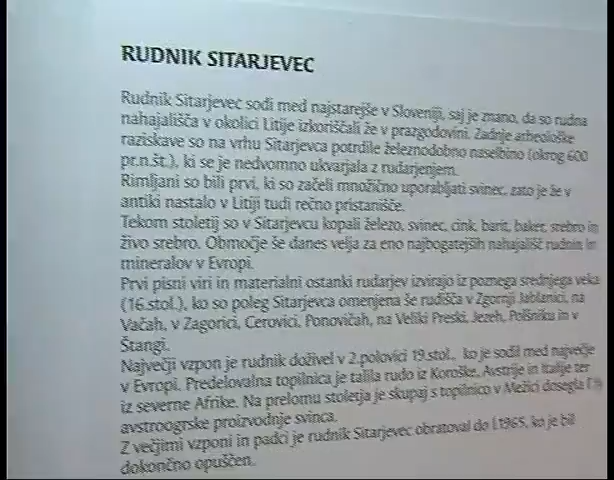 RUDNIK SITARJEVEC
Rudnik Sitarjevec sodi med najstarejše v Sloveniji, saj je znano, da so rudna
nahajališča v okolici Litije izkoriščali že v prazgodovini. Zadnje arheološke
raziskave so na vrhu Sitarjevca potrdile železnodobno naselbino (okrog 600
pr.n.št.), ki se je nedvomno ukvarjala z rudarjenjem.
Rimljani so bili prvi, ki so začeli množično uporabljati svinec, zato je že v
antiki nastalo v Litiji tudi rečno pristanišče.
Tekom stoletij so v Sitarjevcu kopali železo, svinec, cink, barit, baker, srebro in
živo srebro. Območje še danes velja za eno najbogatejših nahajališč rudnin in
mineralov v Evropi.
Prvi pisni viri in materialni ostanki rudarjev izvirajo iz poznega srednjega veka
(16.stol.), ko so poleg Sitarjevca omenjena še rudišča v Zgornji Jablanici, na
Vačah, v Zagorici, Cerovici, Ponovičah, na Veliki Preski, Jezeh, Polšniku in v
Štangi.
Največji vzpon je rudnik doživel v 2.polovici 19.stol., ko je sodil med največje
v Evropi. Predelovalna topilnica je talila rudo iz Koroške, Avstrije in Italije ter
iz severne Afrike. Na prelomu stoletja je skupaj s topilnico v Mežici dosegla
avstroogrske proizvodnje svinca.
Z večjimi vzponi in padci je rudnik Sitarjevec obratoval do l.1965, ko je bil
dokončno opuščen.